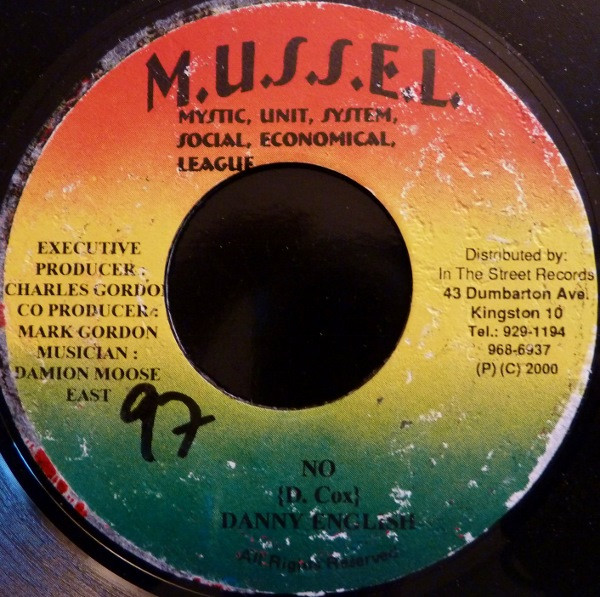 M.U.S.S.E.L.
MYSTIC, UNIT, SYSTEM,
SOCIAL, ECONOMICAL,
LEAGUE
EXECUTIVE
PRODUCER :
CHARLES GORDON
CO PRODUCER :
MARK GORDON
MUSICIAN :
DAMION MOOSE
EAST
97
Distributed by:
In The Street Records
43 Dumbarton Ave.
Kingston 10
Tel.: 929-1194
968-6937
(P) (C) 2000
NO
{D. Cox}
DANNY ENGLISH
All Rights Reserved